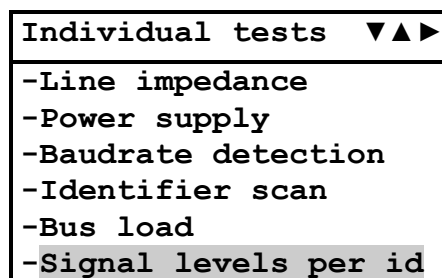 Individual tests ▼▲►
-Line impedance
-Power supply
-Baudrate detection
-Identifier scan
-Bus load
-Signal levels per id